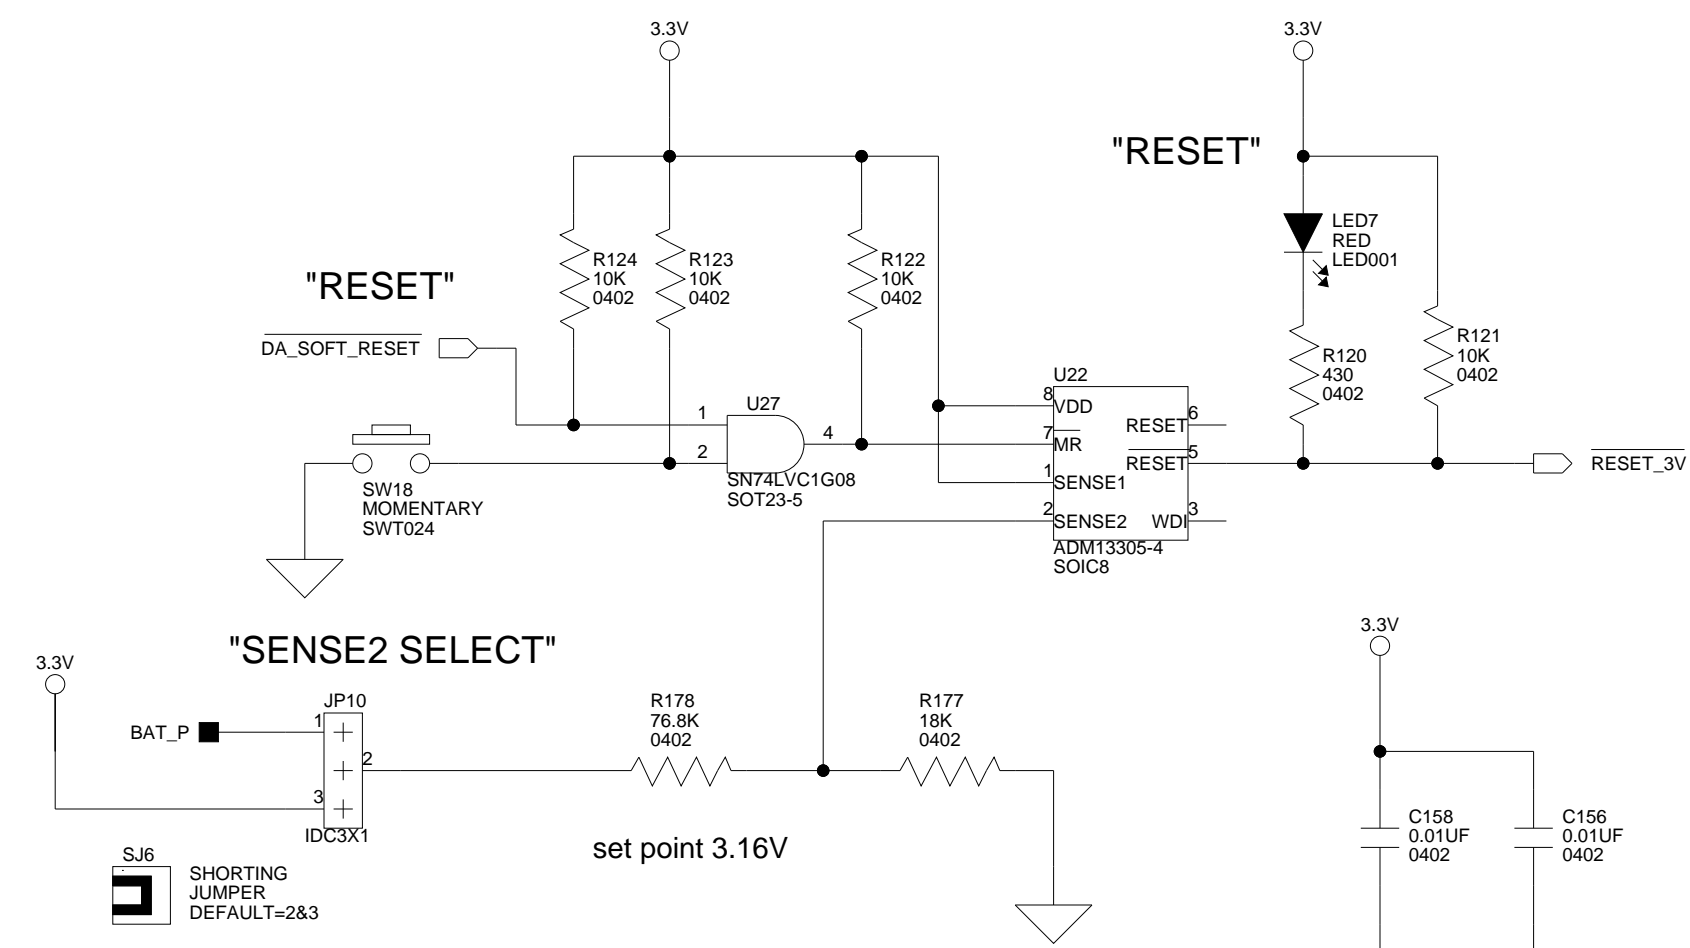 3.3V
3.3V
"RESET"
LED7
RED
LED001
R124
10K
0402
R123
10K
0402
R122
10K
0402
"RESET"
DA_SOFT_RESET
R121
10K
0402
R120
430
0402
U22
U27
1
2
4
SN74LVC1G08
SOT23-5
8
VDD
7
MR
1
SENSE1
2
SENSE2
RESET
6
RESET
5
WDI
3
ADM13305-4
SOIC8
RESET_3V
SW18
MOMENTARY
SWT024
"SENSE2 SELECT"
3.3V
3.3V
JP10
BAT_P
1
2
3
IDC3X1
R178
76.8K
0402
R177
18K
0402
set point 3.16V
SJ6
SHORTING
JUMPER
DEFAULT=2&3
C158
0.01UF
0402
C156
0.01UF
0402